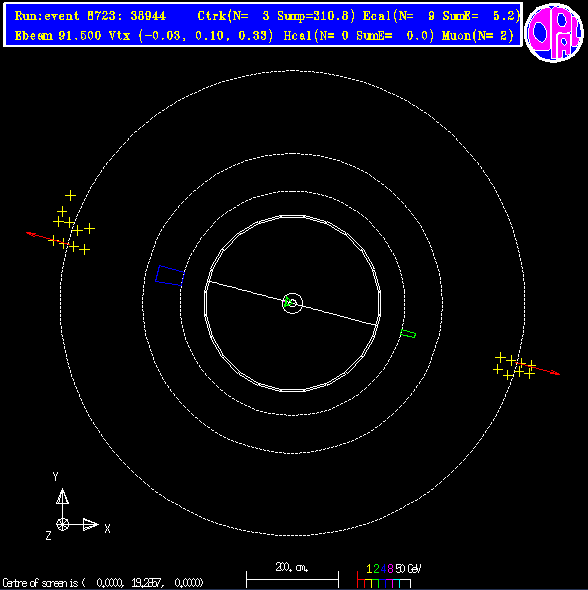 Run:event 8723: 38944 Ctrk(N= 3 Sump=310.8) Ecal(N= 9 SumE= 5.2)
Ebeam 91.500 Vtx (-0.03, 0.10, 0.33) Hcal(N= 0 SumE= 0.0) Muon(N= 2)
OPAL
Y
X
Z
200. cm.
1 2 4 8 50 GeV
Centre of screen is ( 0.0000, 19.2857, 0.0000)